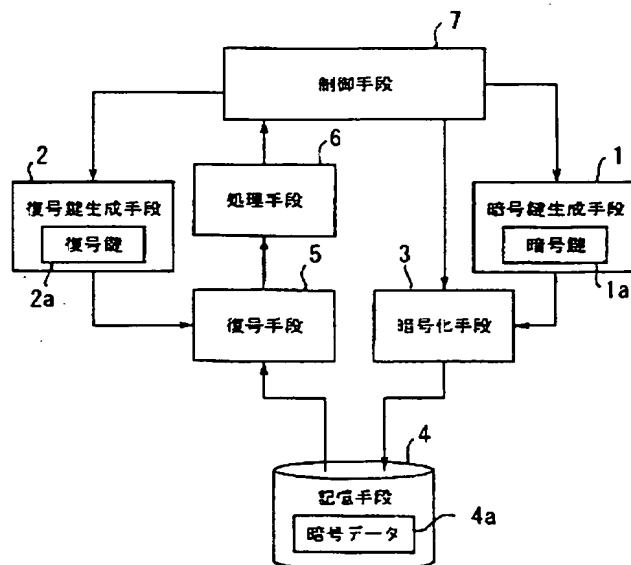 7
制御手段
6
2
1
処理手段
復号鍵生成手段
暗号鍵生成手段
復号鍵
暗号鍵
2a
5
3
1a
復号手段
暗号化手段
4
記憶手段
暗号データ
4a